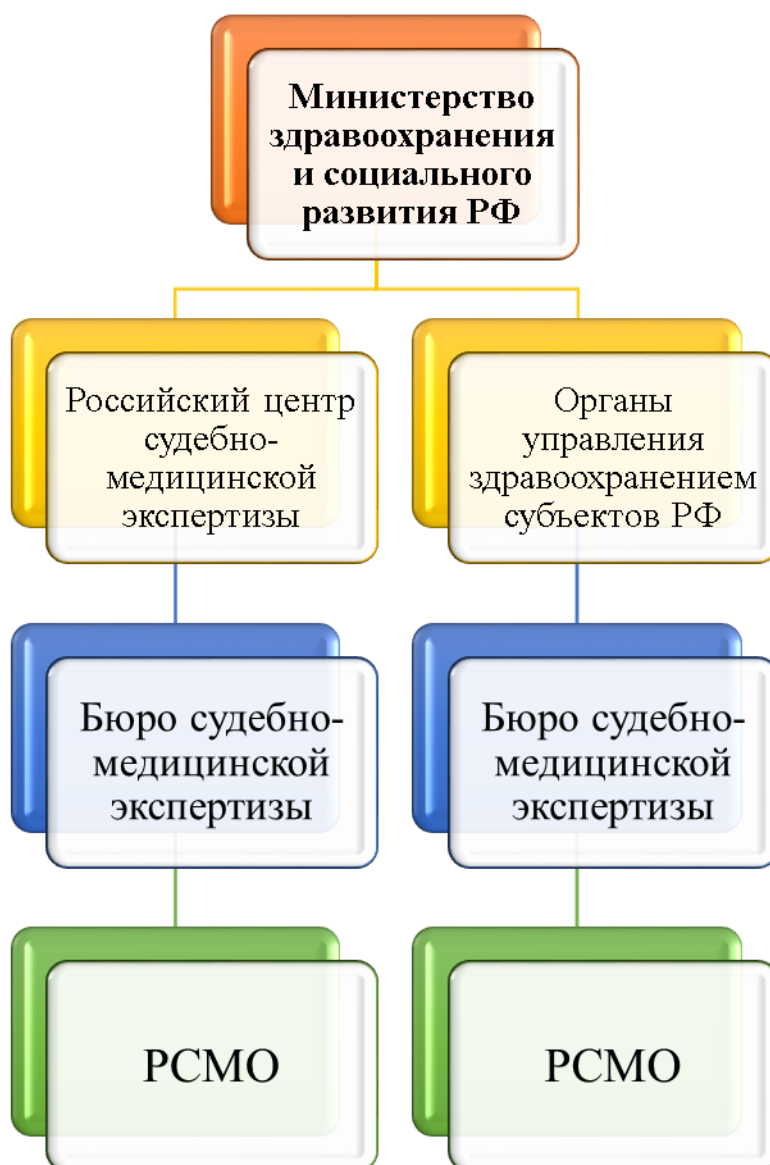 Министерство
здравоохранения
и социального
развития РФ
Российский центр
судебно-
медицинской
экспертизы
Органы
управления
здравоохранением
субъектов РФ
Бюро судебно-
медицинской
экспертизы
Бюро судебно-
медицинской
экспертизы
РСМО
РСМО